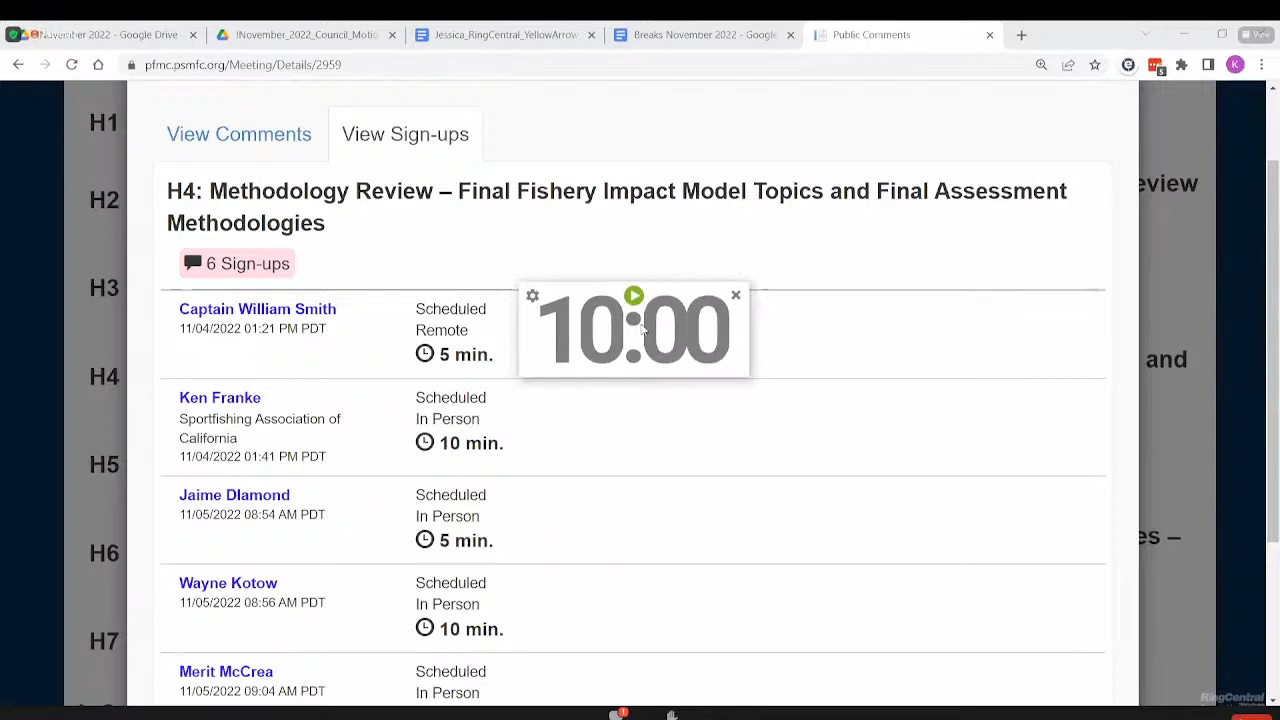 November 2022 - Google Drive
!November_2022_Council_Motio
Jessica_RingCentral_YellowArrow
Breaks November 2022 - Google
Public Comments
View
pfmc.psmfc.org/Meeting/Details/2959
5
K
H1
View Comments
View Sign-ups
H4: Methodology Review – Final Fishery Impact Model Topics and Final Assessment
Methodologies
eview
H2
6 Sign-ups
H3
10:00
Captain William Smith
11/04/2022 01:21 PM PDT
Scheduled
Remote
5 min.
and
H4
Ken Franke
Sportfishing Association of
California
11/04/2022 01:41 PM PDT
Scheduled
In Person
10 min.
H5
Jaime DIamond
11/05/2022 08:54 AM PDT
Scheduled
In Person
5 min.
es –
H6
Wayne Kotow
11/05/2022 08:56 AM PDT
Scheduled
In Person
10 min.
H7
Merit McCrea
11/05/2022 09:04 AM PDT
Scheduled
In Person
RingCentral
1